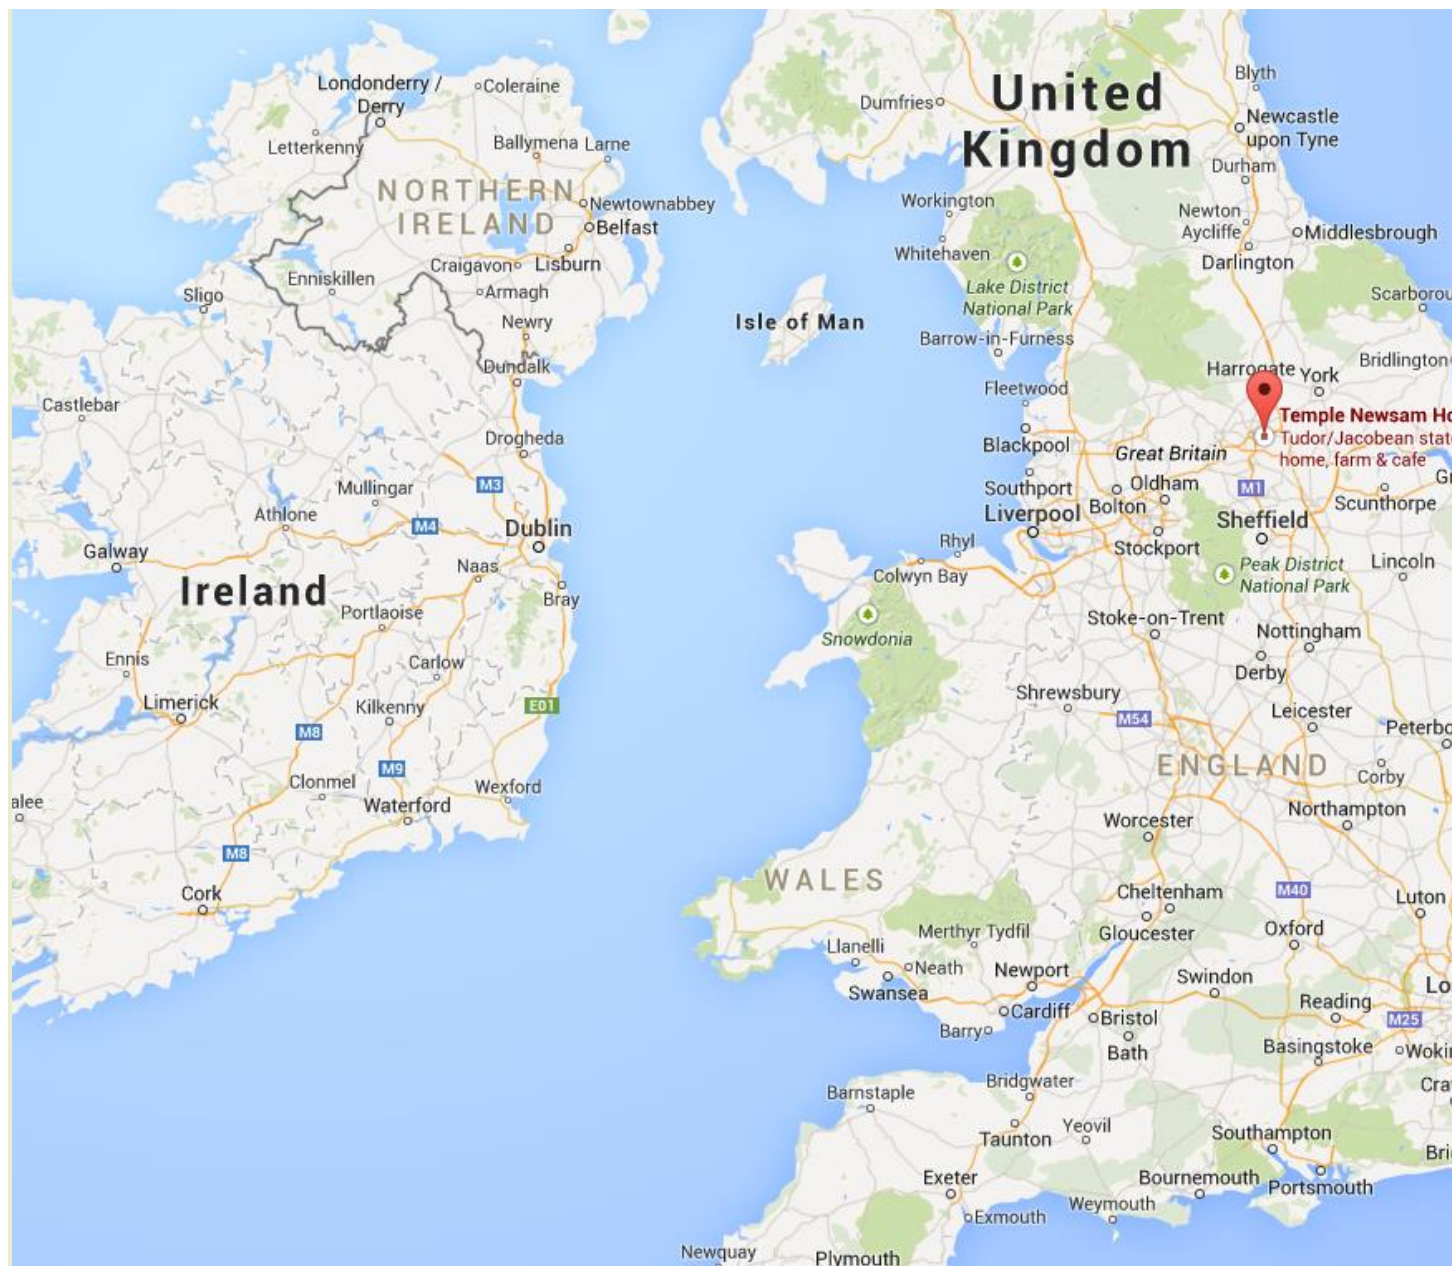 Londonderry /
Derry
Coleraine
Letterkenny
Ballymena
Larne
NORTHERN
IRELAND
Newtownabbey
Belfast
Craigavon
Lisburn
Enniskillen
Armagh
Sligo
Newry
Dundalk
Castlebar
Drogheda
M3
Mullingar
Athlone
M4
Dublin
Galway
Naas
Ireland
Bray
Portlaoise
Ennis
Carlow
Limerick
Kilkenny
E01
M8
M9
Clonmel
Wexford
alee
Waterford
M8
Cork
Isle of Man
United
Kingdom
Dumfries
Blyth
Newcastle
upon Tyne
Durham
Workington
Newton
Aycliffe
Middlesbrough
Whitehaven
Darlington
Lake District
National Park
Scarborou
Barrow-in-Furness
Harrogate
York
Bridlington
Fleetwood
Temple Newsam Ho
Tudor/Jacobean stat
home, farm & cafe
Blackpool
Great Britain
Southport
Bolton
Oldham
M1
Gr
Scunthorpe
Liverpool
Sheffield
Stockport
Rhyl
Colwyn Bay
Peak District
National Park
Lincoln
Snowdonia
Stoke-on-Trent
Nottingham
Derby
Shrewsbury
M54
Leicester
Peterbo
ENGLAND
Corby
Northampton
Worcester
WALES
Cheltenham
M40
Luton
Merthyr Tydfil
Gloucester
Oxford
Llanelli
Neath
Newport
Swansea
Swindon
Lo
Reading
Cardiff
Bristol
M25
Barry
Bath
Basingstoke
Woki
Bridgwater
Barnstaple
Cra
Taunton
Yeovil
Southampton
Bri
Exeter
Bournemouth
Portsmouth
Exmouth
Weymouth
Newquay
Plymouth